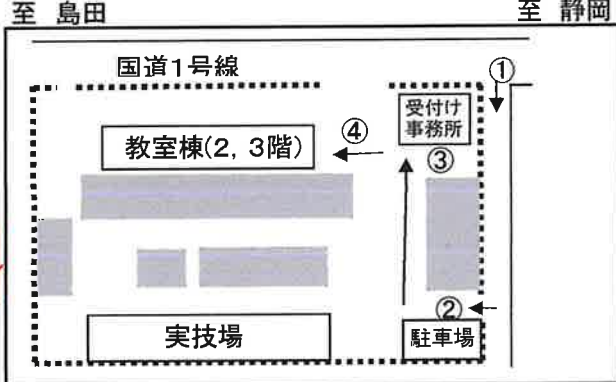 至 島田
至 静岡
国道1号線
①
受付け
事務所
④
教室棟(2, 3階)
③
②
実技場
駐車場